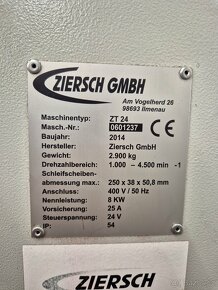 ZIERSCH GMBH
Am Vogelherd 26
98693 Ilmenau
Maschinentyp: ZT 24
Masch.-Nr.: 0601237 CE
Baujahr: 2014
Hersteller: Ziersch GmbH
Gewicht: 2.900 kg
Drehzahlbereich: 1.000 – 4.500 min -1
Schleifscheiben-
abmessung max.: 250 x 38 x 50,8 mm
Anschluss: 400 V / 50 Hz
Nennleistung: 8 KW
Vorsicherung: 25 A
Steuerspannung: 24 V
IP: 54
ZIERSCH